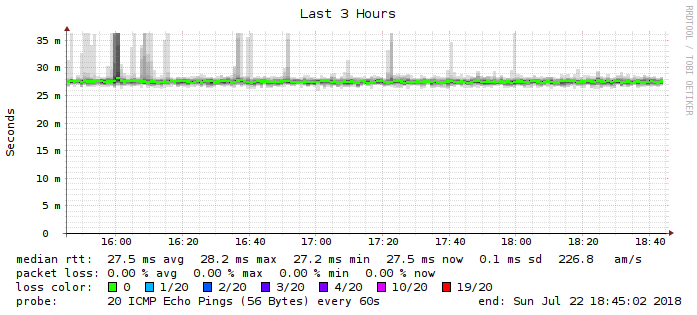 Last 3 Hours
RRDTOOL / TOBI OETIKER
Seconds
35 m
30 m
25 m
20 m
15 m
10 m
5 m
0
16:00 16:20 16:40 17:00 17:20 17:40 18:00 18:20 18:40
median rtt: 27.5 ms avg 28.2 ms max 27.2 ms min 27.5 ms now 0.1 ms sd 226.8 am/s
packet loss: 0.00 % avg 0.00 % max 0.00 % min 0.00 % now
loss color: 0 1/20 2/20 3/20 4/20 10/20 19/20
probe: 20 ICMP Echo Pings (56 Bytes) every 60s end: Sun Jul 22 18:45:02 2018